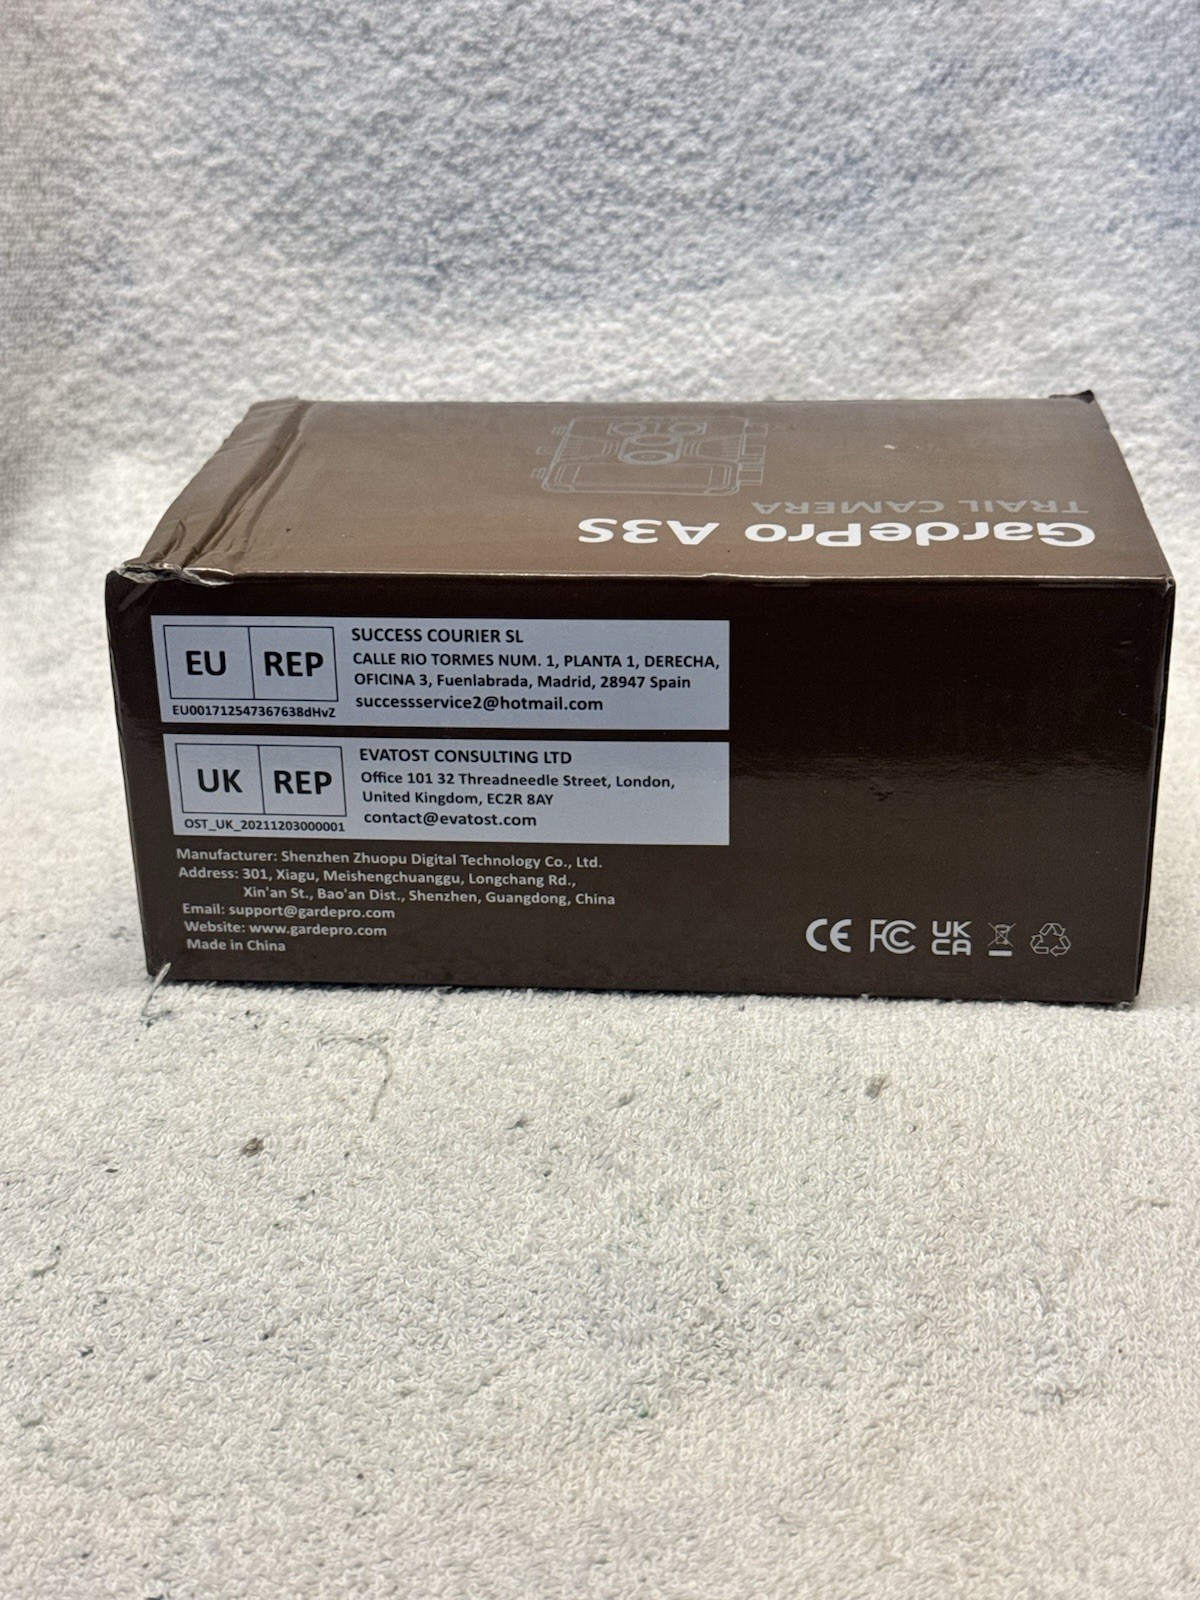 TRAIL CAMERA
GardePro A3S
EU REP
EU001712547367638dHvZ
SUCCESS COURIER SL
CALLE RIO TORMES NUM. 1, PLANTA 1, DERECHA,
OFICINA 3, Fuenlabrada, Madrid, 28947 Spain
successservice2@hotmail.com
UK REP
OST_UK_20211203000001
EVATOST CONSULTING LTD
Office 101 32 Threadneedle Street, London,
United Kingdom, EC2R 8AY
contact@evatost.com
Manufacturer: Shenzhen Zhuopu Digital Technology Co., Ltd.
Address: 301, Xiagu, Meishengchuanggu, Longchang Rd.,
Xin'an St., Bao'an Dist., Shenzhen, Guangdong, China
Email: support@gardepro.com
Website: www.gardepro.com
Made in China
CE FC UK
CA